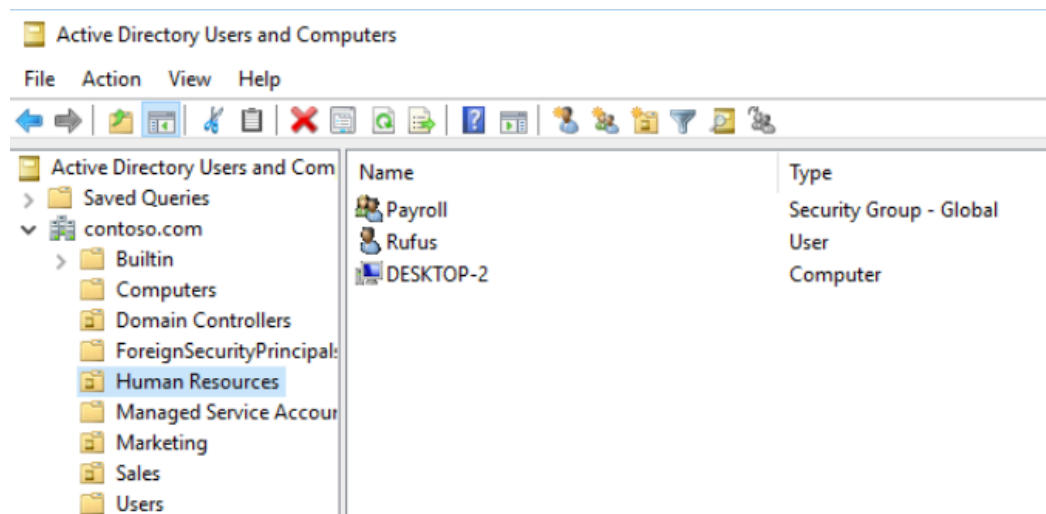 Active Directory Users and Computers
File Action View Help
Active Directory Users and Com
Saved Queries
contoso.com
Builtin
Computers
Domain Controllers
ForeignSecurityPrincipals
Human Resources
Managed Service Accour
Marketing
Sales
Users
Name Type
Payroll Security Group - Global
Rufus User
DESKTOP-2 Computer